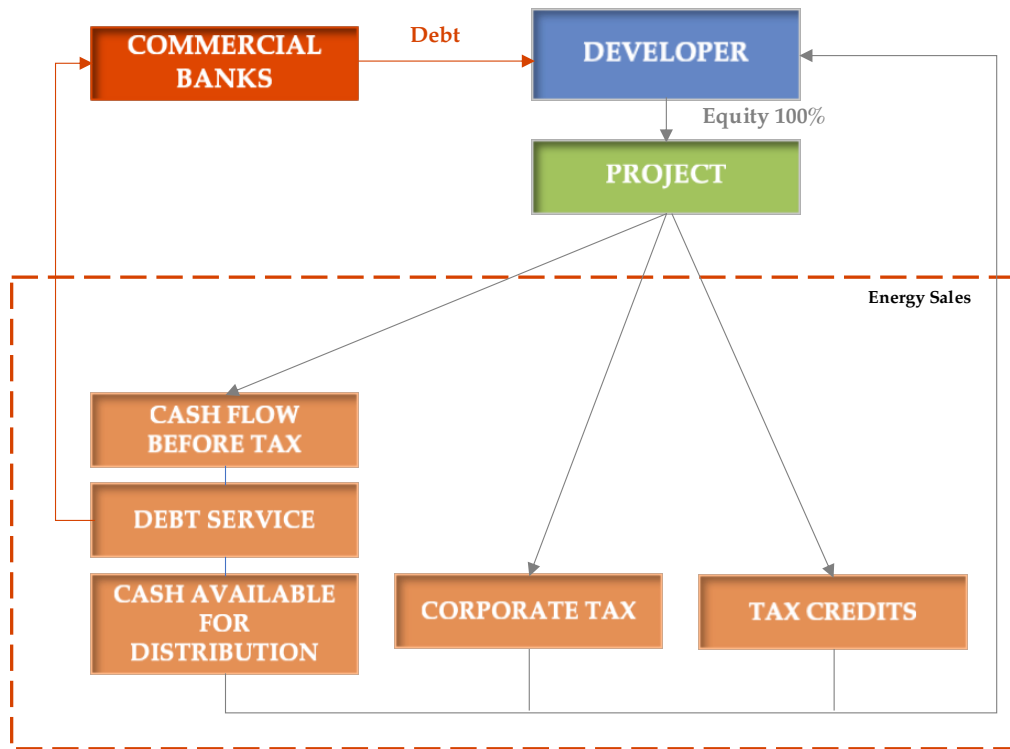 COMMERCIAL
BANKS
Debt
DEVELOPER
Equity 100%
PROJECT
Energy Sales
CASH FLOW
BEFORE TAX
DEBT SERVICE
CASH AVAILABLE
FOR
DISTRIBUTION
CORPORATE TAX
TAX CREDITS